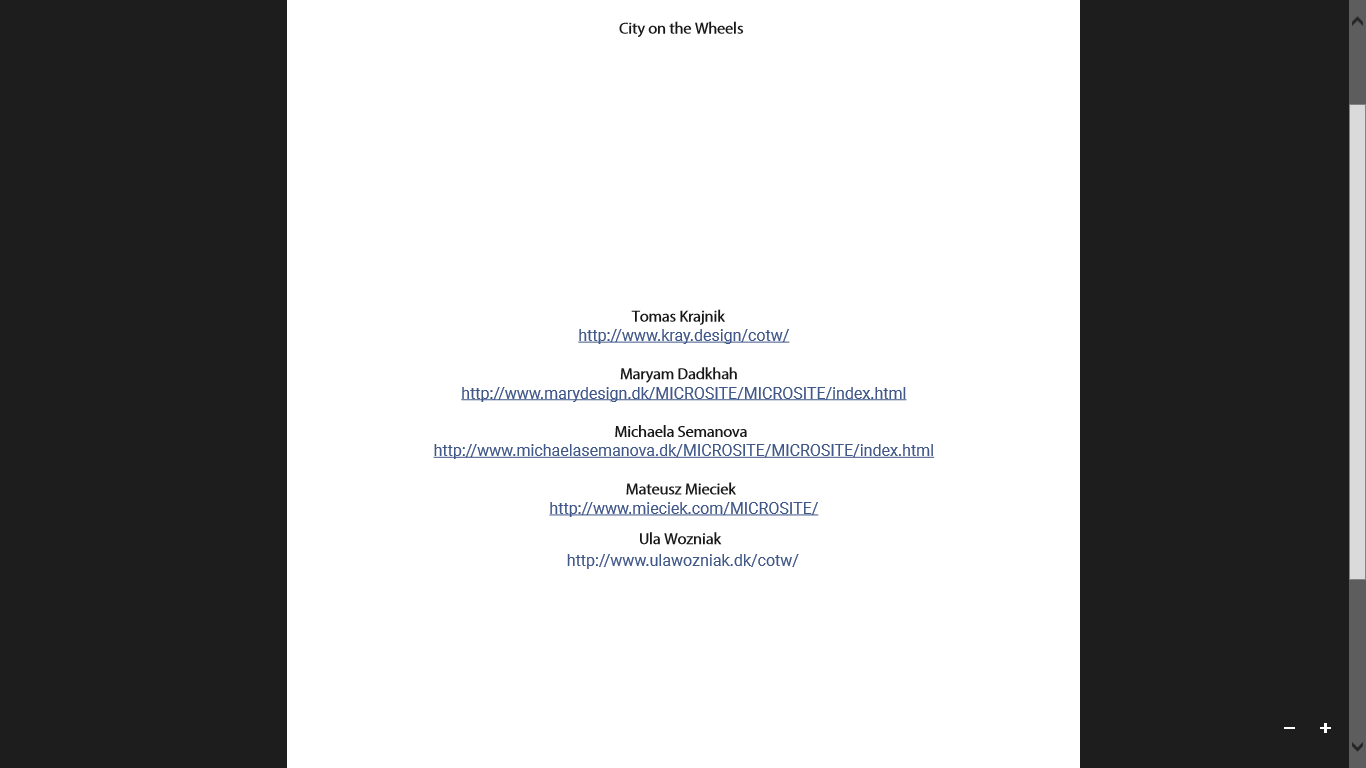 City on the Wheels
Tomas Krajnik
http://www.kray.design/cotw/
Maryam Dadkhah
http://www.marydesign.dk/MICROSITE/MICROSITE/index.html
Michaela Semanova
http://www.michaelasemanova.dk/MICROSITE/MICROSITE/index.html
Mateusz Mieciek
http://www.mieciek.com/MICROSITE/
Ula Wozniak
http://www.ulawozniak.dk/cotw/